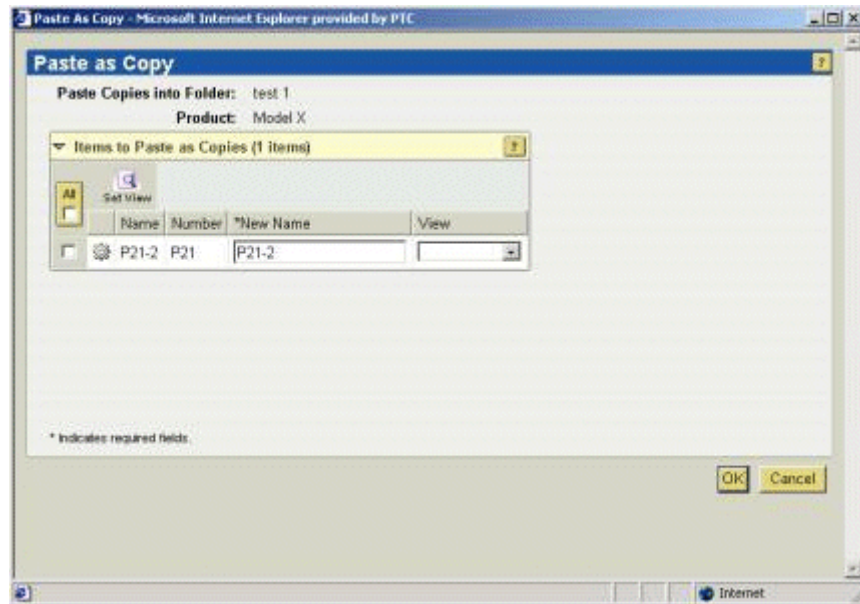 Paste As Copy - Microsoft Internet Explorer provided by PTC
Paste as Copy
?
Paste Copies into Folder: test 1
Product: Model X
Items to Paste as Copies (1 items)
?
All
Set View
Name Number *New Name View
P21-2 P21 P21-2
* Indicates required fields.
OK Cancel
Internet